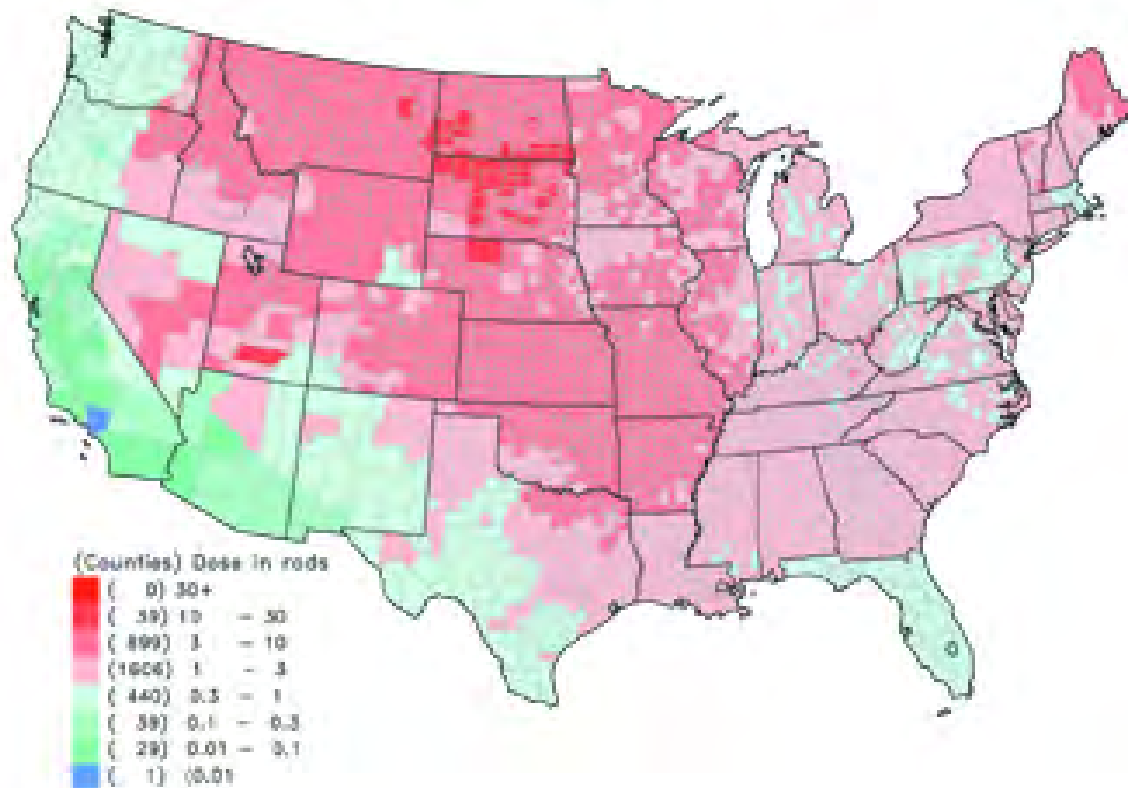 (Counties) Dose in rads
( 0) 30+
( 39) 10 - 30
( 899) 3 - 10
(1606) 1 - 3
( 440) 0.3 - 1
( 38) 0.1 - 0.3
( 29) 0.01 - 0.1
( 1) <0.01